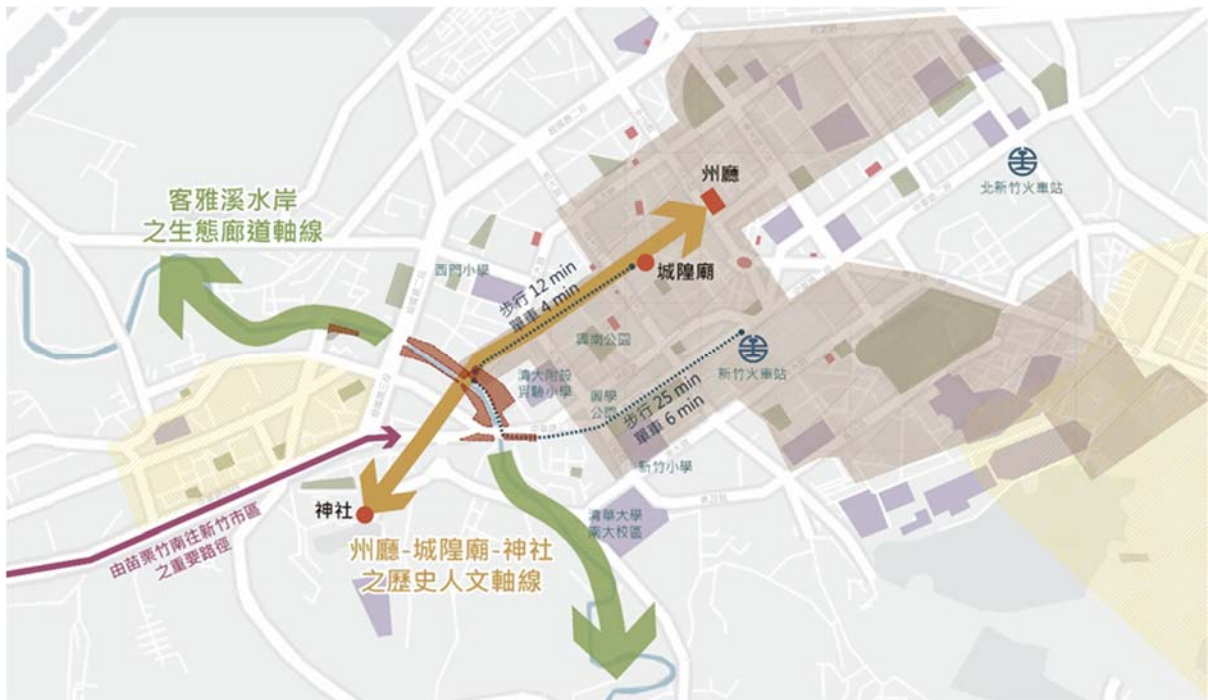 州廳
北新竹火車站
客雅溪水岸
之生態廊道軸線
城隍廟
西門小學
步行 12 min
單車 4 min
興南公園
新竹火車站
清大附設
實驗小學
興學
公園
步行 25 min
單車 6 min
新竹小學
神社
清華大學
南大校區
由苗栗竹南往新竹市區
之重要路徑
州廳-城隍廟-神社
之歷史人文軸線